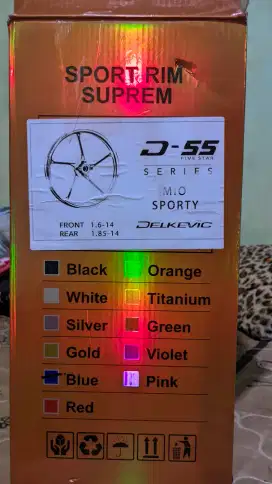 SPORT RIM
SUPREM
D-55
FIVE STAR
SERIES
MIO
SPORTY
FRONT 1.6-14
REAR 1.85-14
DELKEVIC
Black
Orange
White
Titanium
Silver
Green
Gold
Violet
Blue
Pink
Red